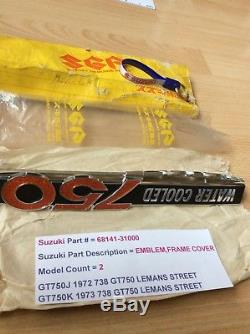 SGP
750
WATER COOLED
Suzuki Part # = 68141-31000
Suzuki Part Description = EMBLEM,FRAME COVER
Model Count = 2
GT750J 1972 738 GT750 LEMANS STREET
GT750K 1973 738 GT750 LEMANS STREET